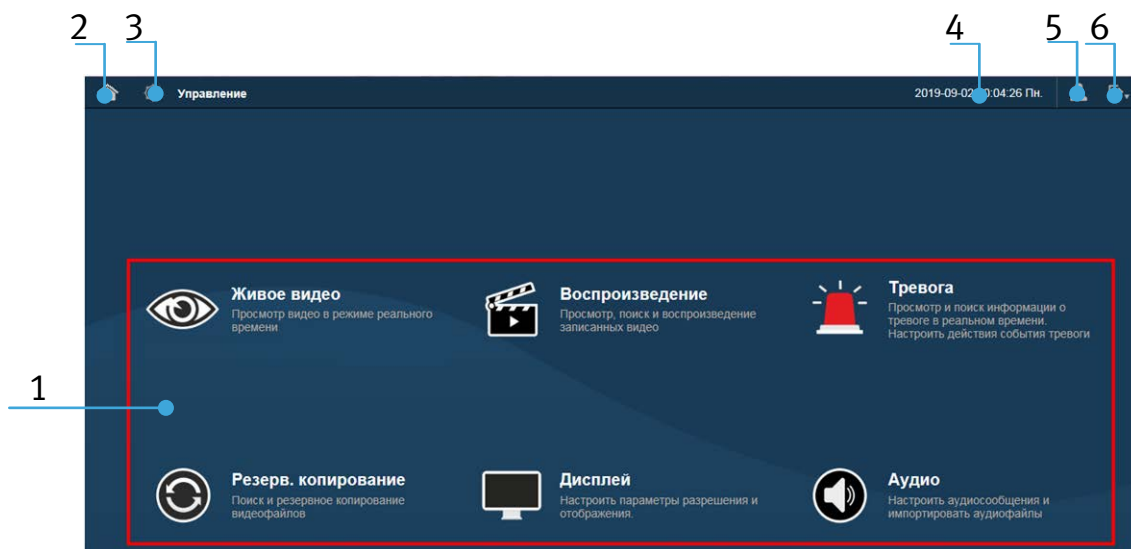 2 3 4 5 6
Управление 2019-09-02 10:04:26 Пн.
Живое видео
Просмотр видео в режиме реального
времени
Воспроизведение
Просмотр, поиск и воспроизведение
записанных видео
Тревога
Просмотр и поиск информации о
тревоге в реальном времени.
Настроить действия события тревоги
1
Резерв. копирование
Поиск и резервное копирование
видеофайлов
Дисплей
Настроить параметры разрешения и
отображения.
Аудио
Настроить аудиосообщения и
импортировать аудиофайлы